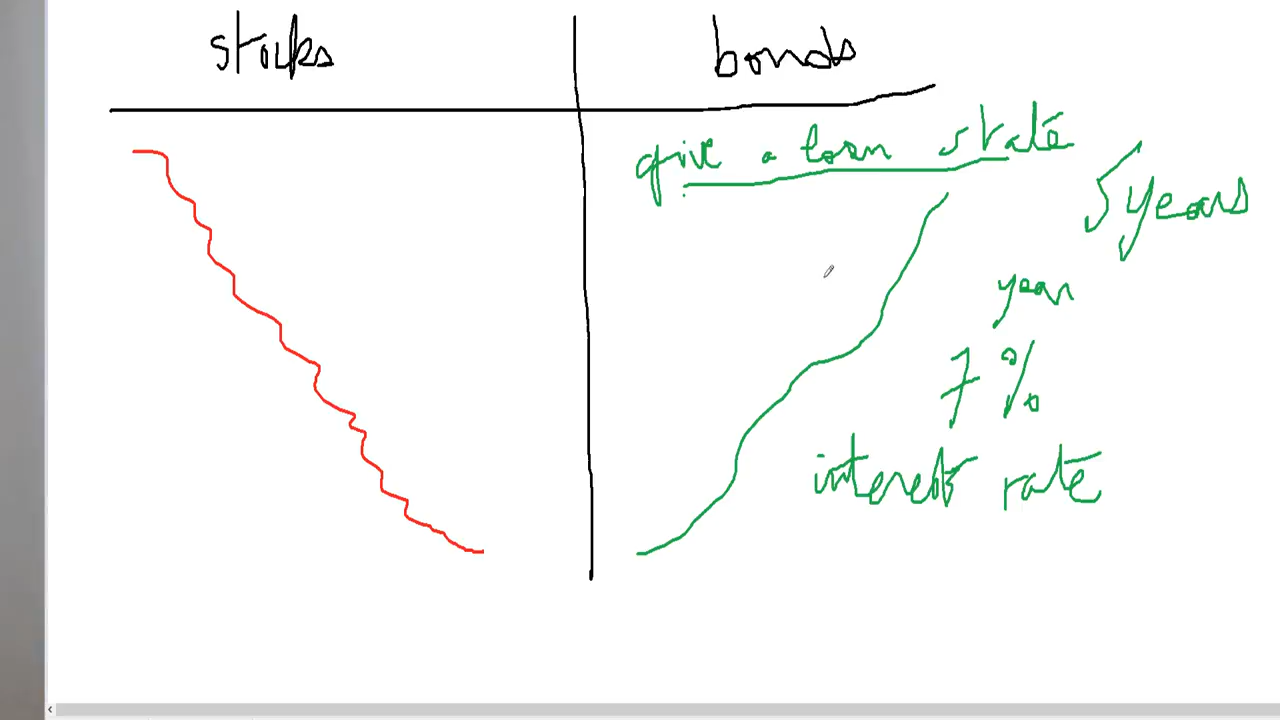 stocks
bonds
give a loan state
5 years
year
7 %
interest rate